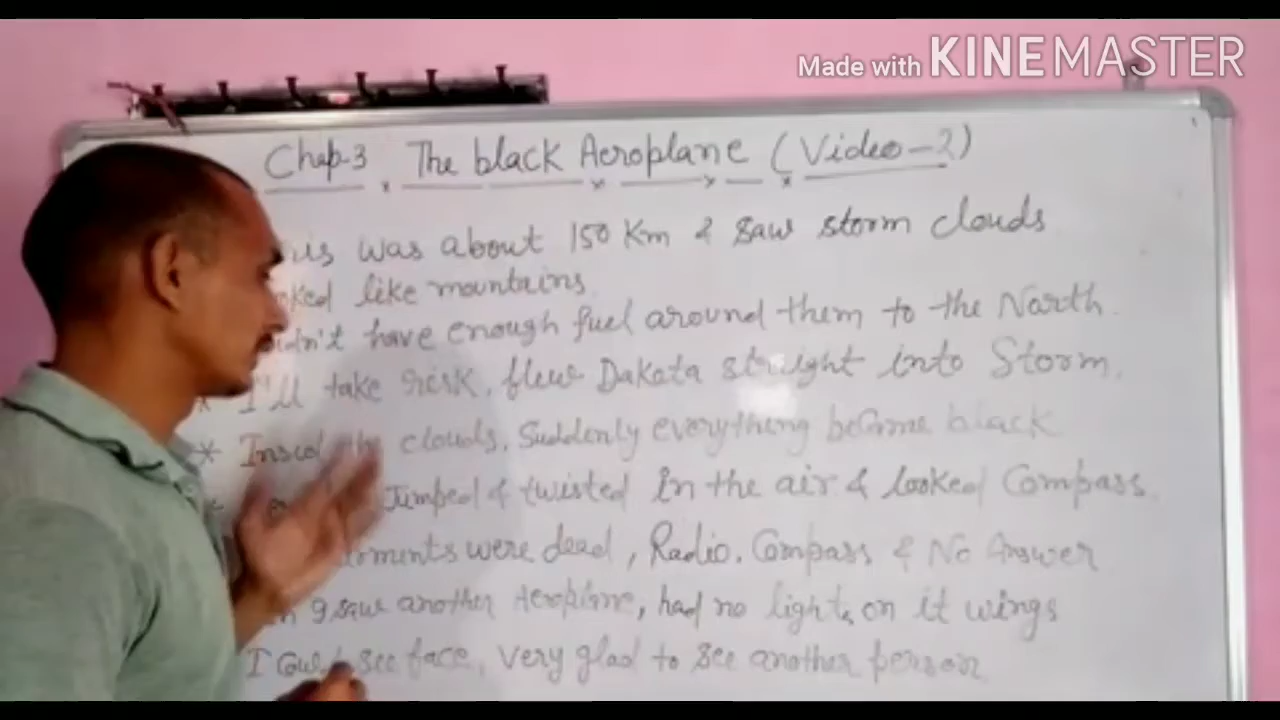 Made with KINEMASTER
Chap-3 The black Aeroplane (Video-2)
was about 150 Km & saw storm clouds
like mountains
have enough fuel around them to the North.
* I'll take risk. flew Dakota straight into Storm.
* clouds. Suddenly everything became black
Jumped & twisted In the air & looked Compass.
were dead, Radio. Compass & No Answer
saw another Aeroplane, had no light on it wings
I see face, very glad to see another person